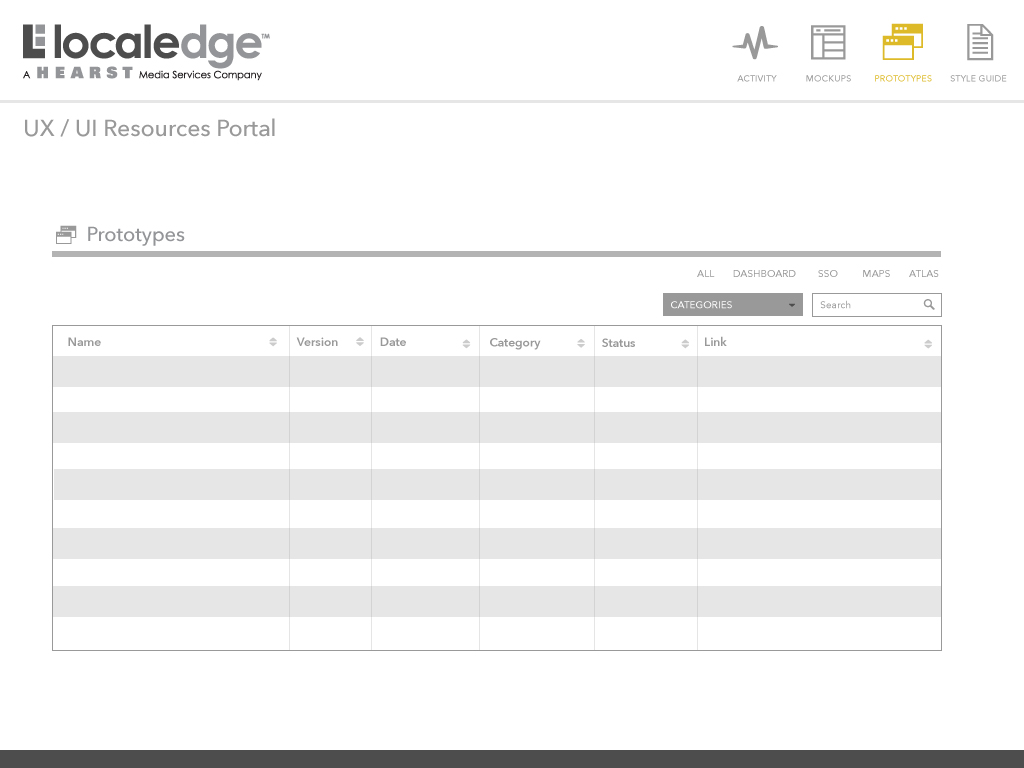 localedge™
A HEARST Media Services Company
ACTIVITY
MOCKUPS
PROTOTYPES
STYLE GUIDE
UX / UI Resources Portal
Prototypes
ALL DASHBOARD SSO MAPS ATLAS
CATEGORIES Search
Name Version Date Category Status Link